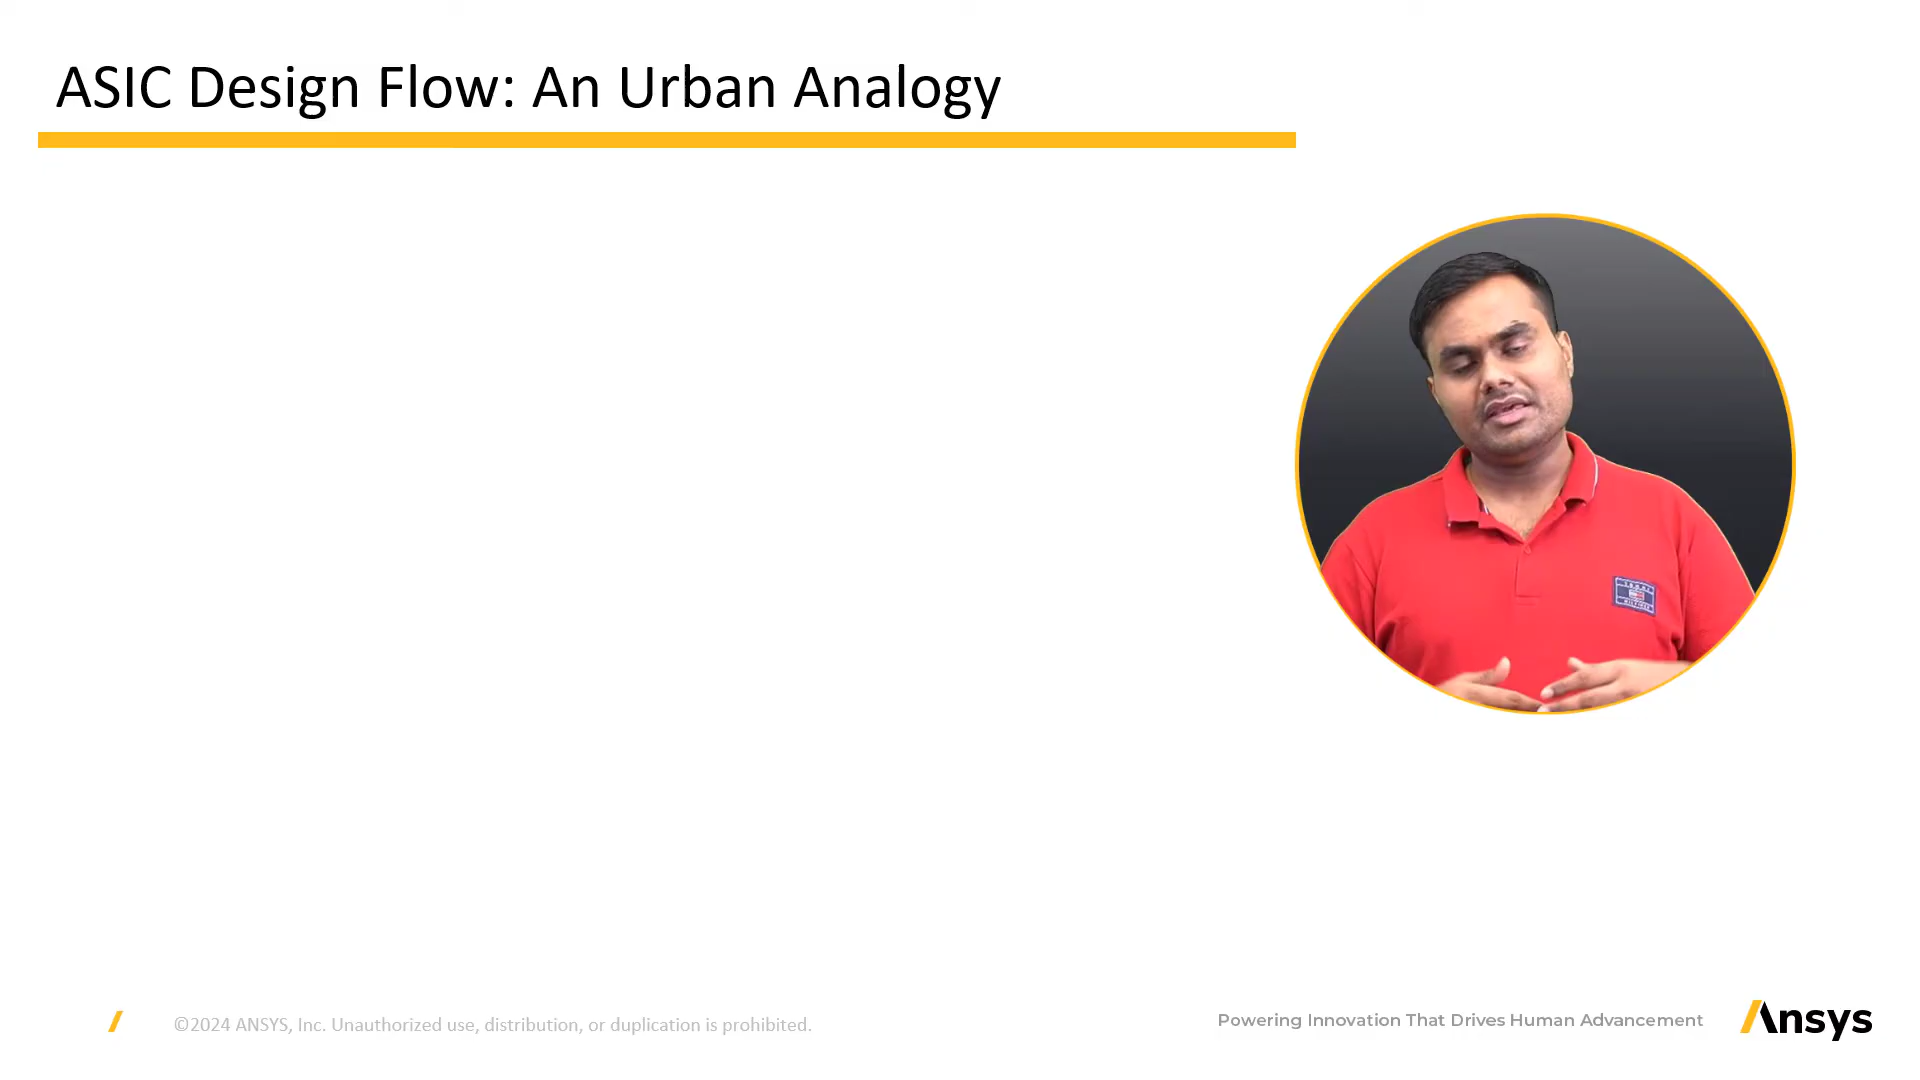 ASIC Design Flow: An Urban Analogy
©2024 ANSYS, Inc. Unauthorized use, distribution, or duplication is prohibited.
Powering Innovation That Drives Human Advancement
Ansys